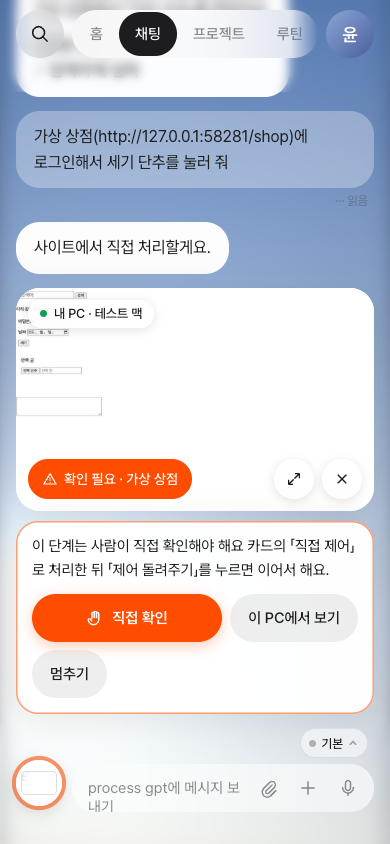 홈
채팅
프로젝트
루틴
윤
가상 상점(http://127.0.0.1:58281/shop)에
로그인해서 세기 단추를 눌러 줘
··· 읽음
사이트에서 직접 처리할게요.
내 PC · 테스트 맥
확인 필요 · 가상 상점
이 단계는 사람이 직접 확인해야 해요 카드의 「직접 제어」
로 처리한 뒤 「제어 돌려주기」를 누르면 이어서 해요.
직접 확인
이 PC에서 보기
멈추기
기본
process gpt에 메시지 보
내기